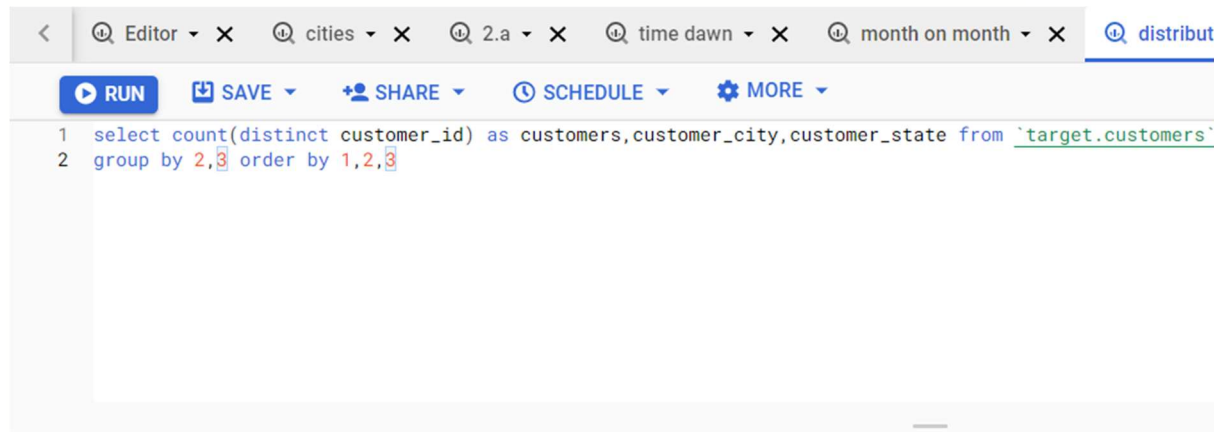 Editor cities 2.a time dawn month on month distribut
RUN SAVE SHARE SCHEDULE MORE
1 select count(distinct customer_id) as customers,customer_city,customer_state from `target.customers`
2 group by 2,3 order by 1,2,3